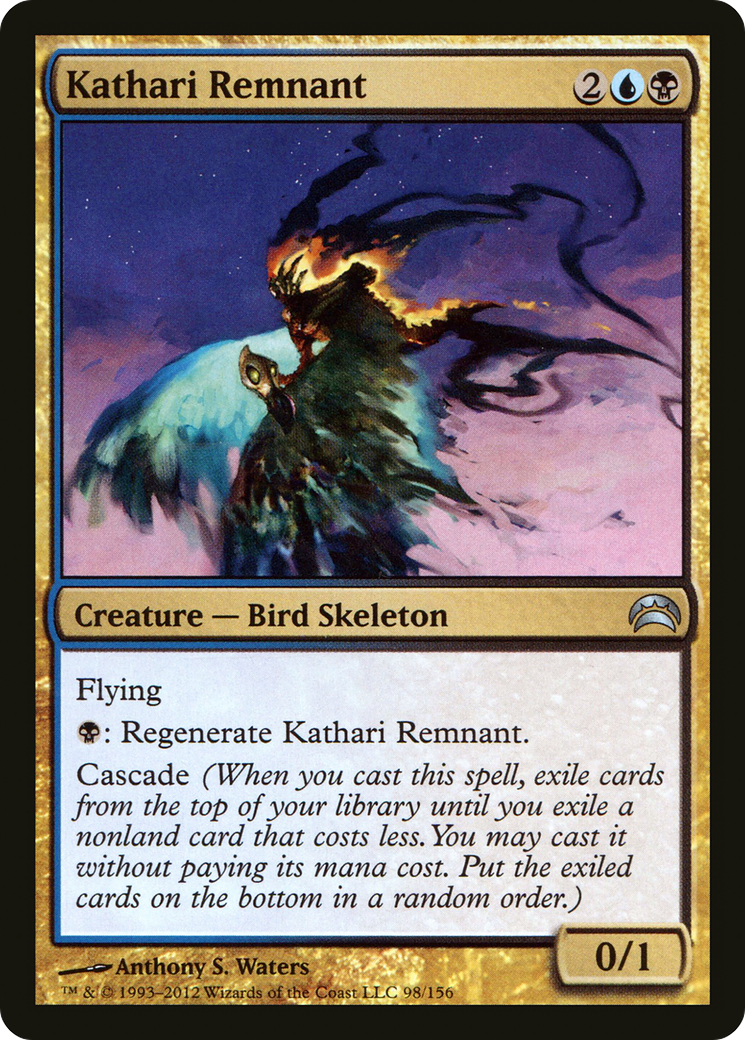 Kathari Remnant
2
Creature — Bird Skeleton
Flying
: Regenerate Kathari Remnant.
Cascade (When you cast this spell, exile cards
from the top of your library until you exile a
nonland card that costs less. You may cast it
without paying its mana cost. Put the exiled
cards on the bottom in a random order.)
0/1
Anthony S. Waters
™ & © 1993–2012 Wizards of the Coast LLC 98/156